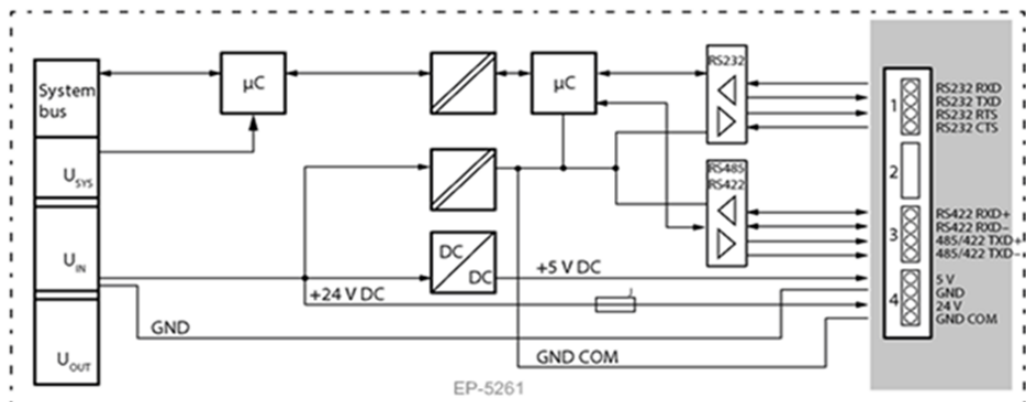 System
bus
U_SYS
U_IN
U_OUT
µC
µC
DC
DC
+5 V DC
+24 V DC
GND
GND COM
RS232
RS485
RS422
1
2
3
4
RS232 RXD
RS232 TXD
RS232 RTS
RS232 CTS
RS422 RXD+
RS422 RXD–
485/422 TXD+
485/422 TXD–
5 V
GND
24 V
GND COM
EP-5261